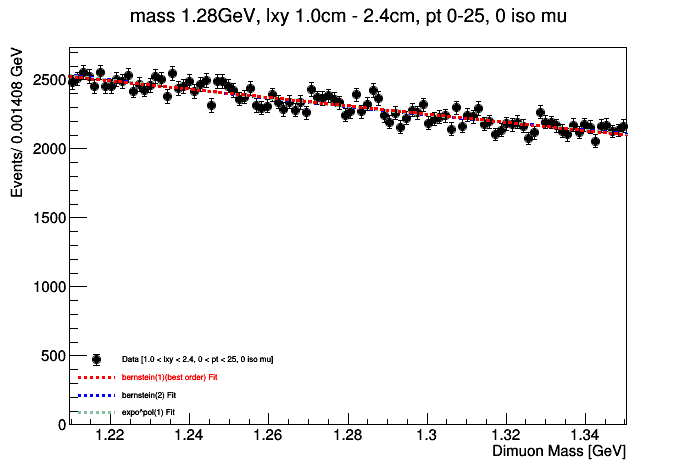 mass 1.28GeV, lxy 1.0cm - 2.4cm, pt 0-25, 0 iso mu
Events/ 0.001408 GeV
2500
2000
1500
1000
500
0
Data [1.0 < lxy < 2.4, 0 < pt < 25, 0 iso mu]
bernstein(1)(best order) Fit
bernstein(2) Fit
expo^pol(1) Fit
1.22 1.24 1.26 1.28 1.3 1.32 1.34
Dimuon Mass [GeV]